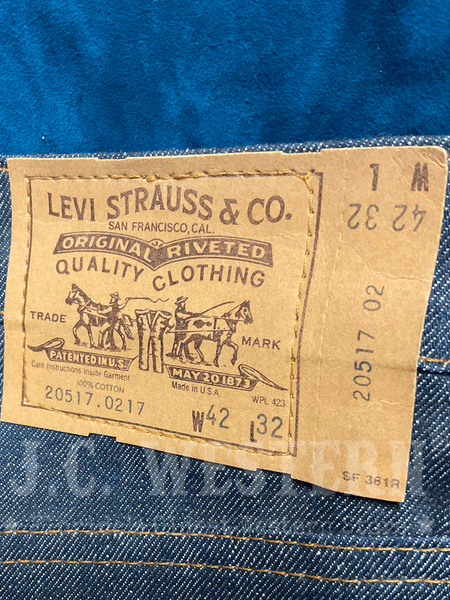 LEVI STRAUSS & CO.
SAN FRANCISCO, CAL.
ORIGINAL RIVETED
QUALITY CLOTHING
TRADE MARK
PATENTED IN U.S. MAY 20 1873
Care Instructions Inside Garment
Made in U.S.A.
100% COTTON
WPL 423
20517.0217
W42 L32
1 M
42 32
20517 02
SF 361R
J.C. WESTERN